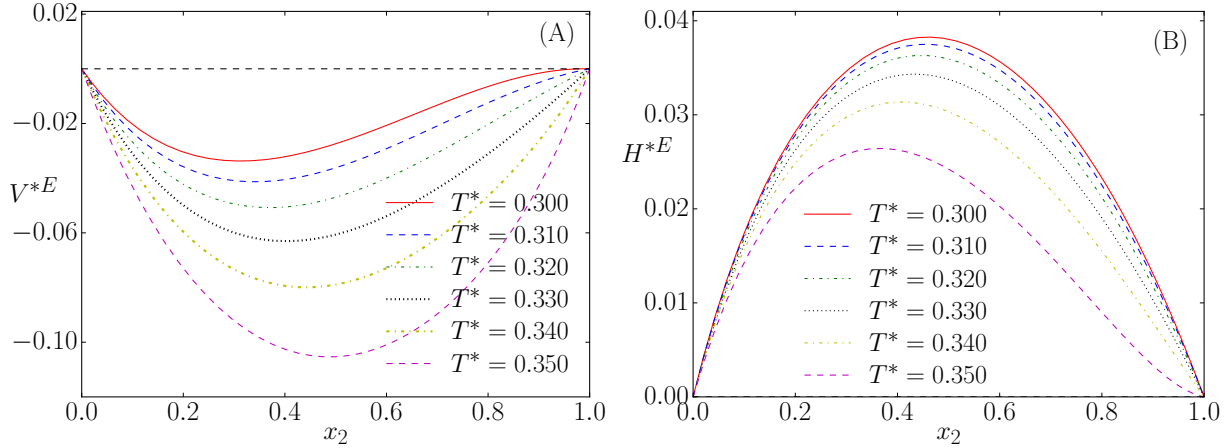 0.02
(A)
−0.02
V*E
−0.06
−0.10
T* = 0.300
T* = 0.310
T* = 0.320
T* = 0.330
T* = 0.340
T* = 0.350
0.0 0.2 0.4 0.6 0.8 1.0
x2
0.04
(B)
0.03
H*E
0.02
0.01
0.00
T* = 0.300
T* = 0.310
T* = 0.320
T* = 0.330
T* = 0.340
T* = 0.350
0.0 0.2 0.4 0.6 0.8 1.0
x2